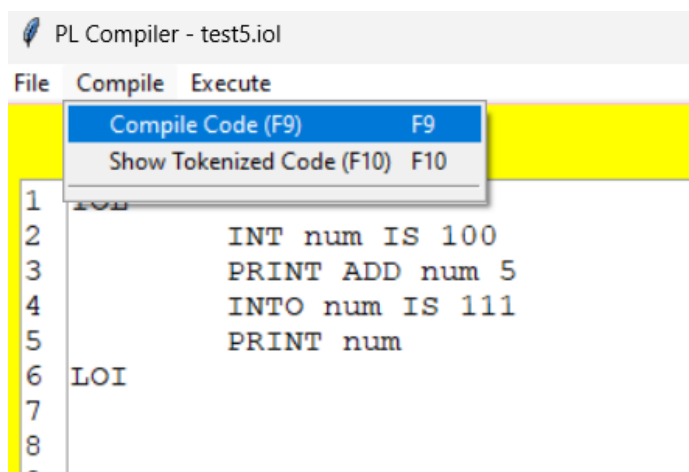 PL Compiler - test5.iol
File Compile Execute
Compile Code (F9) F9
Show Tokenized Code (F10) F10
1
2 INT num IS 100
3 PRINT ADD num 5
4 INTO num IS 111
5 PRINT num
6 LOI
7
8